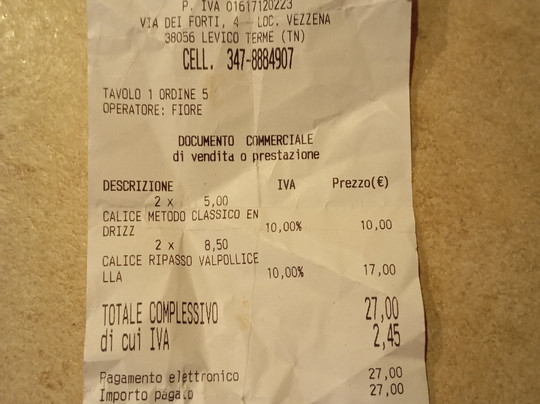 P. IVA 01617120223
VIA DEI FORTI, 4 - LOC. VEZZENA
38056 LEVICO TERME (TN)
CELL. 347-8884907
TAVOLO 1 ORDINE 5
OPERATORE: FIORE
DOCUMENTO COMMERCIALE
di vendita o prestazione
DESCRIZIONE IVA Prezzo(€)
2 x 5,00
CALICE METODO CLASSICO EN
DRIZZ 10,00% 10,00
2 x 8,50
CALICE RIPASSO VALPOLLICE
LLA 10,00% 17,00
TOTALE COMPLESSIVO 27,00
di cui IVA 2,45
Pagamento elettronico 27,00
Importo pagato 27,00